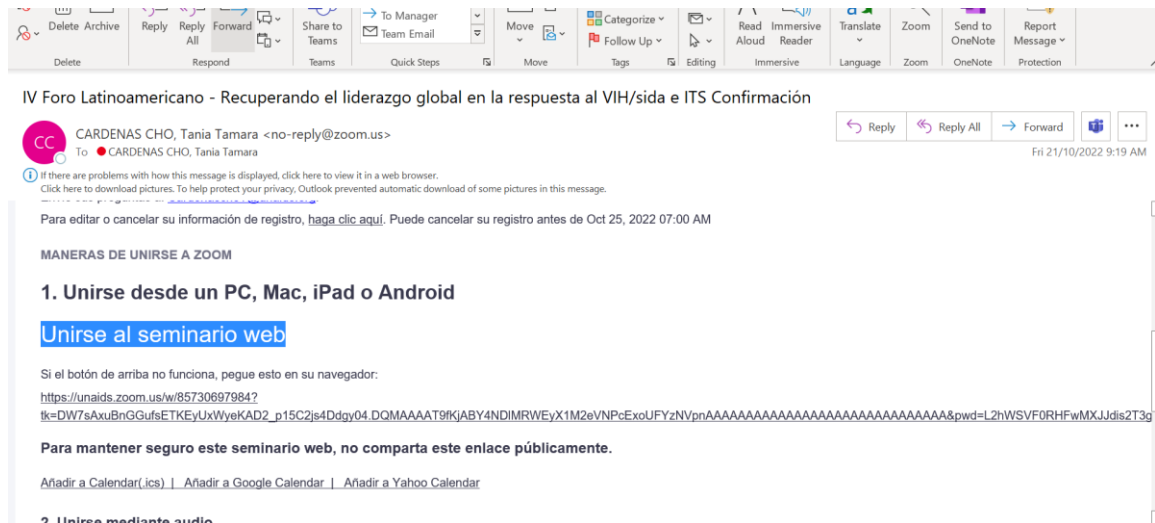 Delete Archive
Reply Reply All Forward
Share to Teams
To Manager
Team Email
Move
Categorize
Follow Up
Read Aloud
Immersive Reader
Translate
Zoom
Send to OneNote
Report Message
Delete
Respond
Teams
Quick Steps
Move
Tags
Editing
Immersive
Language
Zoom
OneNote
Protection
IV Foro Latinoamericano - Recuperando el liderazgo global en la respuesta al VIH/sida e ITS Confirmación
CC
CARDENAS CHO, Tania Tamara <no-reply@zoom.us>
To CARDENAS CHO, Tania Tamara
Reply Reply All Forward
Fri 21/10/2022 9:19 AM
If there are problems with how this message is displayed, click here to view it in a web browser.
Click here to download pictures. To help protect your privacy, Outlook prevented automatic download of some pictures in this message.
Para editar o cancelar su información de registro, haga clic aquí. Puede cancelar su registro antes de Oct 25, 2022 07:00 AM
MANERAS DE UNIRSE A ZOOM
1. Unirse desde un PC, Mac, iPad o Android
Unirse al seminario web
Si el botón de arriba no funciona, pegue esto en su navegador:
https://unaids.zoom.us/w/85730697984?
tk=DW7sAxuBnGGufsETKEyUxWyeKAD2_p15C2js4Ddgy04.DQMAAAAT9fKjABY4NDlMRWEyX1M2eVNPcExoUFYzNVpnAAAAAAAAAAAAAAAAAAAAAAAAAAAAAA&pwd=L2hWSVF0RHFwMXJJdis2T3g
Para mantener seguro este seminario web, no comparta este enlace públicamente.
Añadir a Calendar(.ics) | Añadir a Google Calendar | Añadir a Yahoo Calendar
2. Unirse mediante audio